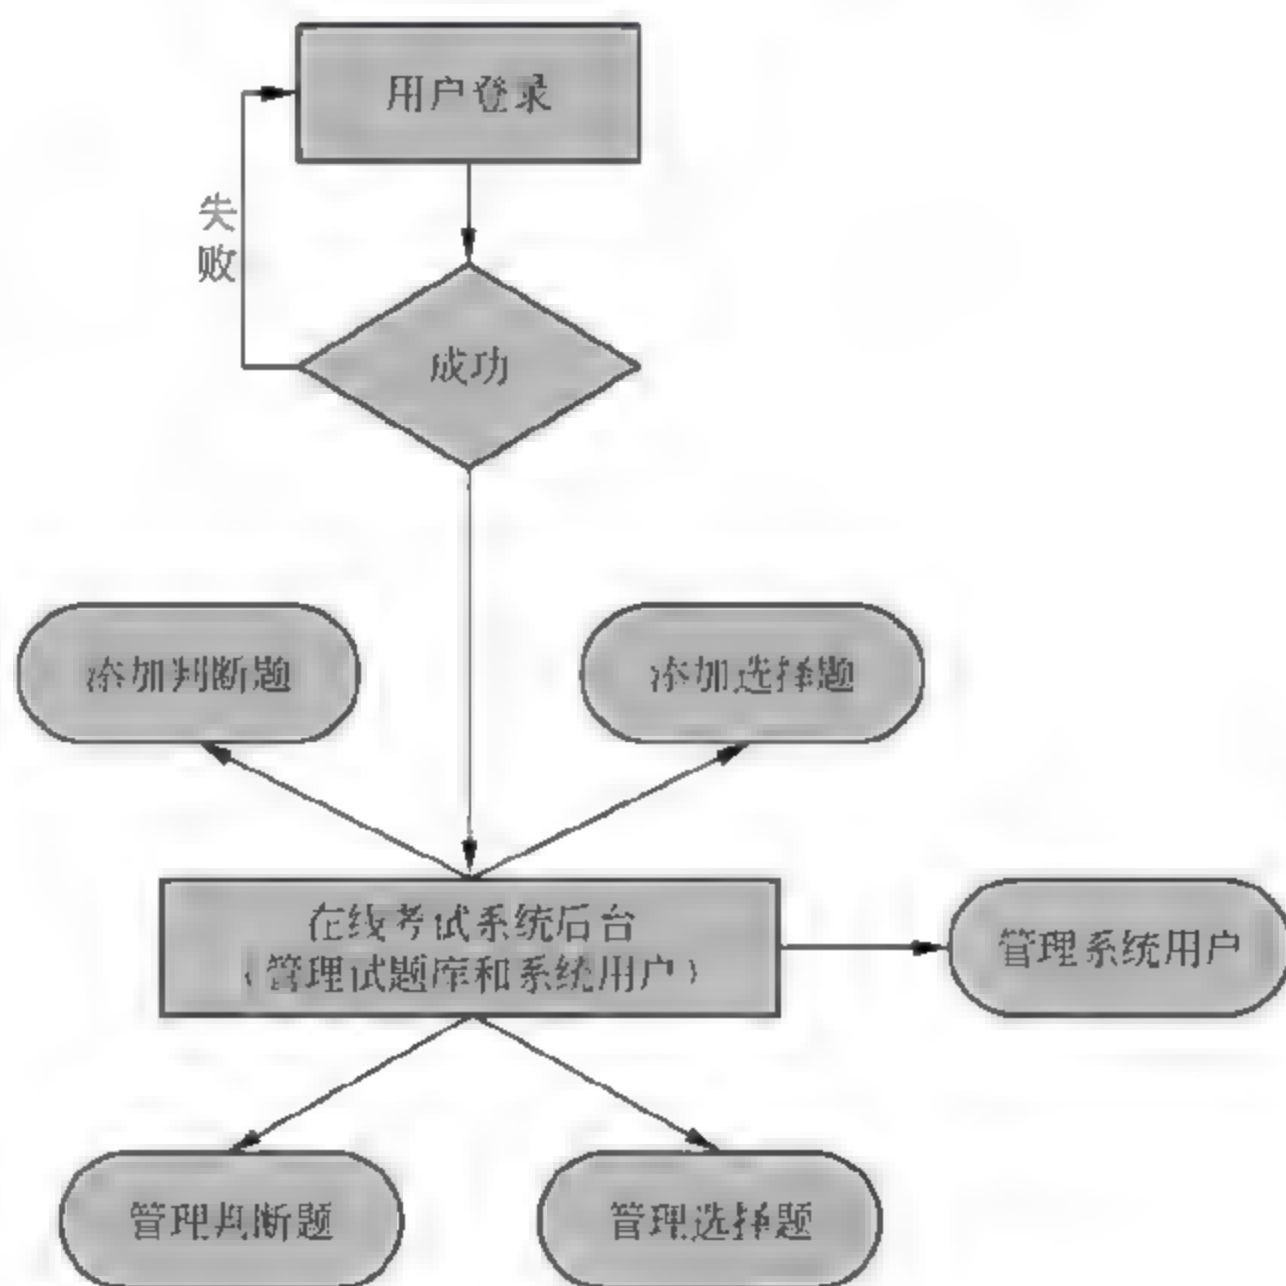 用户登录
失
败
成功
添加判断题
添加选择题
在线考试系统后台
（管理试题库和系统用户）
管理系统用户
管理判断题
管理选择题